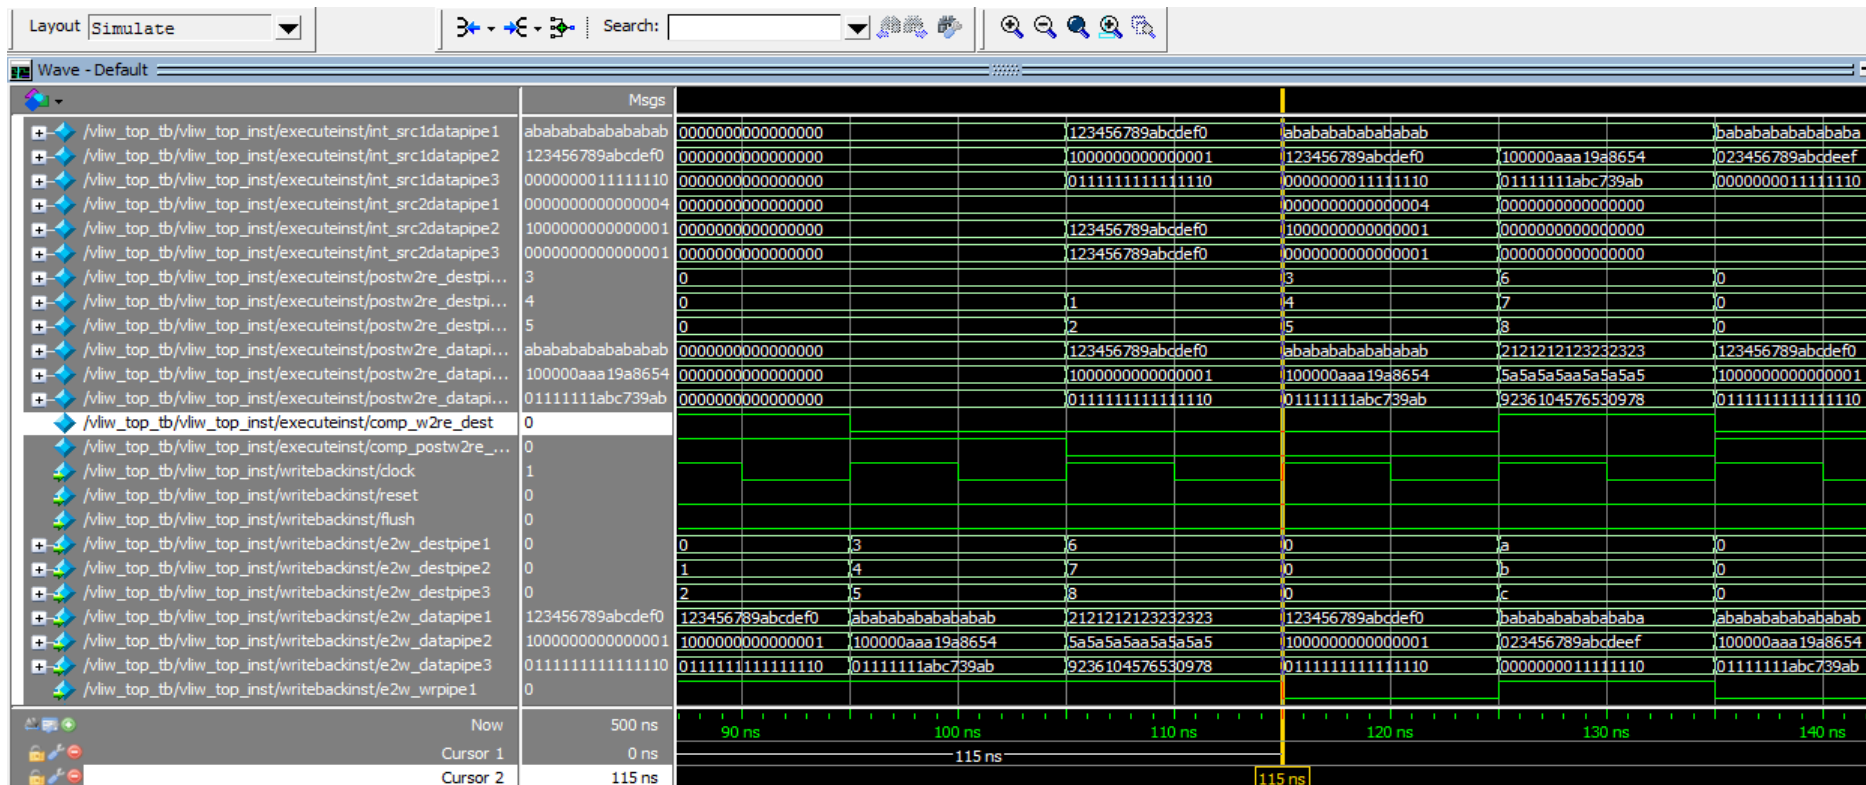 Layout Simulate Search:
Wave - Default
Msgs
/vliw_top_tb/vliw_top_inst/executeinst/int_src1datapipe1 abababababababab 0000000000000000 123456789abcdef0 abababababababab babababababababa
/vliw_top_tb/vliw_top_inst/executeinst/int_src1datapipe2 123456789abcdef0 0000000000000000 1000000000000001 123456789abcdef0 100000aaa19a8654 023456789abcdeef
/vliw_top_tb/vliw_top_inst/executeinst/int_src1datapipe3 0000000011111110 0000000000000000 0111111111111110 0000000011111110 01111111abc739ab 0000000011111110
/vliw_top_tb/vliw_top_inst/executeinst/int_src2datapipe1 0000000000000004 0000000000000000 0000000000000004 0000000000000000
/vliw_top_tb/vliw_top_inst/executeinst/int_src2datapipe2 1000000000000001 0000000000000000 123456789abcdef0 1000000000000001 0000000000000000
/vliw_top_tb/vliw_top_inst/executeinst/int_src2datapipe3 0000000000000001 0000000000000000 123456789abcdef0 0000000000000001 0000000000000000
/vliw_top_tb/vliw_top_inst/executeinst/postw2re_destpi... 3 0 3 6 0
/vliw_top_tb/vliw_top_inst/executeinst/postw2re_destpi... 4 0 1 4 7 0
/vliw_top_tb/vliw_top_inst/executeinst/postw2re_destpi... 5 0 2 5 8 0
/vliw_top_tb/vliw_top_inst/executeinst/postw2re_datapi... abababababababab 0000000000000000 123456789abcdef0 abababababababab 2121212123232323 123456789abcdef0
/vliw_top_tb/vliw_top_inst/executeinst/postw2re_datapi... 100000aaa19a8654 0000000000000000 1000000000000001 100000aaa19a8654 5a5a5a5aa5a5a5a5 1000000000000001
/vliw_top_tb/vliw_top_inst/executeinst/postw2re_datapi... 01111111abc739ab 0000000000000000 0111111111111110 01111111abc739ab 9236104576530978 0111111111111110
/vliw_top_tb/vliw_top_inst/executeinst/comp_w2re_dest 0
/vliw_top_tb/vliw_top_inst/executeinst/comp_postw2re_... 0
/vliw_top_tb/vliw_top_inst/writebackinst/clock 1
/vliw_top_tb/vliw_top_inst/writebackinst/reset 0
/vliw_top_tb/vliw_top_inst/writebackinst/flush 0
/vliw_top_tb/vliw_top_inst/writebackinst/e2w_destpipe1 0 0 3 6 0 a 0
/vliw_top_tb/vliw_top_inst/writebackinst/e2w_destpipe2 0 1 4 7 0 b 0
/vliw_top_tb/vliw_top_inst/writebackinst/e2w_destpipe3 0 2 5 8 0 c 0
/vliw_top_tb/vliw_top_inst/writebackinst/e2w_datapipe1 123456789abcdef0 123456789abcdef0 abababababababab 2121212123232323 123456789abcdef0 babababababababa abababababababab
/vliw_top_tb/vliw_top_inst/writebackinst/e2w_datapipe2 1000000000000001 1000000000000001 100000aaa19a8654 5a5a5a5aa5a5a5a5 1000000000000001 023456789abcdeef 100000aaa19a8654
/vliw_top_tb/vliw_top_inst/writebackinst/e2w_datapipe3 0111111111111110 0111111111111110 01111111abc739ab 9236104576530978 0111111111111110 0000000011111110 01111111abc739ab
/vliw_top_tb/vliw_top_inst/writebackinst/e2w_wrpipe1 0
Now 500 ns 90 ns 100 ns 110 ns 120 ns 130 ns 140 ns
Cursor 1 0 ns 115 ns
Cursor 2 115 ns 115 ns